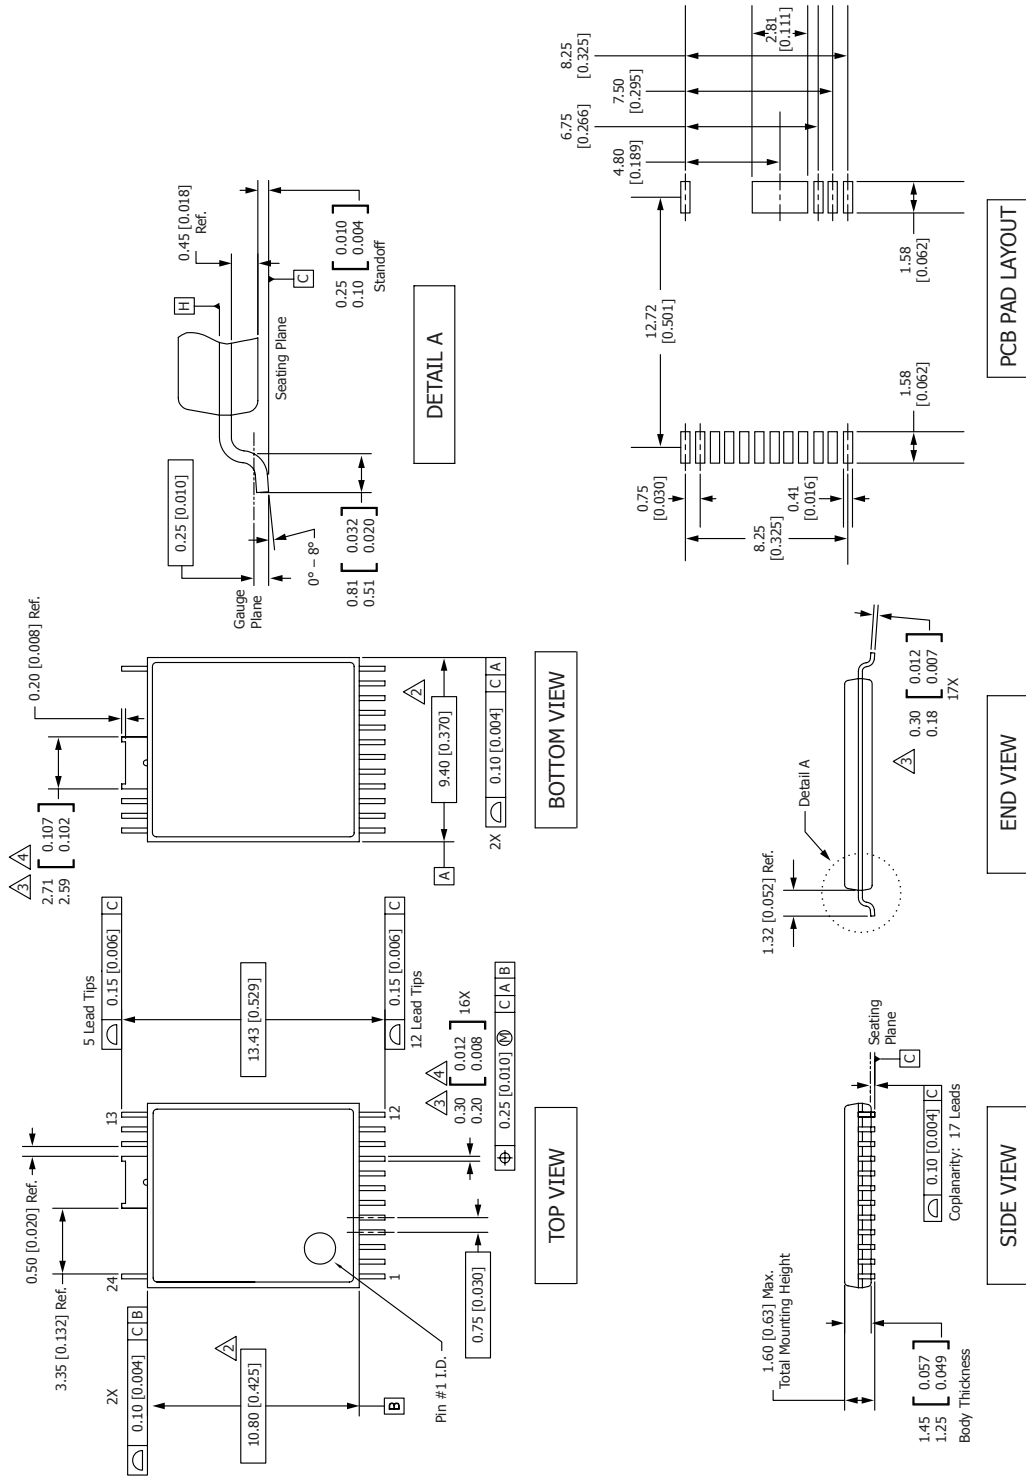 TOP VIEW
2X
0.10 [0.004] C B
3.35 [0.132] Ref.
0.50 [0.020] Ref.
24
13
1
12
2
10.80 [0.425]
B
Pin #1 I.D.
0.75 [0.030]
5 Lead Tips
0.15 [0.006] C
13.43 [0.529]
0.15 [0.006] C
12 Lead Tips
3 4
0.30 [0.012] 16X
0.20 [0.008]
⌖ 0.25 [0.010] Ⓜ C A B
BOTTOM VIEW
3 4
2.71 [0.107]
2.59 [0.102]
0.20 [0.008] Ref.
2
9.40 [0.370]
A
2X
0.10 [0.004] C A
DETAIL A
Gauge
Plane
0.25 [0.010]
0° – 8°
0.81 [0.032]
0.51 [0.020]
H
0.45 [0.018]
Ref.
Seating Plane
C
0.25 [0.010]
0.10 [0.004]
Standoff
SIDE VIEW
1.60 [0.63] Max.
Total Mounting Height
1.45 [0.057]
1.25 [0.049]
Body Thickness
Seating
Plane
C
0.10 [0.004] C
Coplanarity: 17 Leads
END VIEW
1.32 [0.052] Ref.
Detail A
3
0.30 [0.012]
0.18 [0.007]
17X
PCB PAD LAYOUT
0.75
[0.030]
8.25
[0.325]
0.41
[0.016]
1.58
[0.062]
12.72
[0.501]
4.80
[0.189]
6.75
[0.266]
7.50
[0.295]
8.25
[0.325]
2.81
[0.111]
1.58
[0.062]